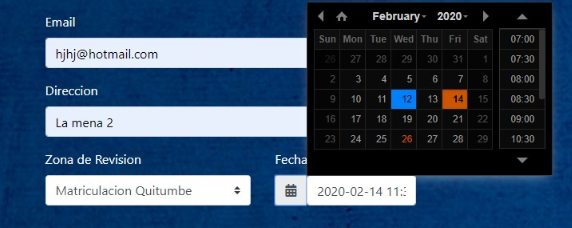 Email
hjhj@hotmail.com
Direccion
La mena 2
Zona de Revision
Matriculacion Quitumbe
Fecha
2020-02-14 11:3
February 2020
Sun Mon Tue Wed Thu Fri Sat
26 27 28 29 30 31 1
2 3 4 5 6 7 8
9 10 11 12 13 14 15
16 17 18 19 20 21 22
23 24 25 26 27 28 29
07:00
07:30
08:00
08:30
09:00
10:30